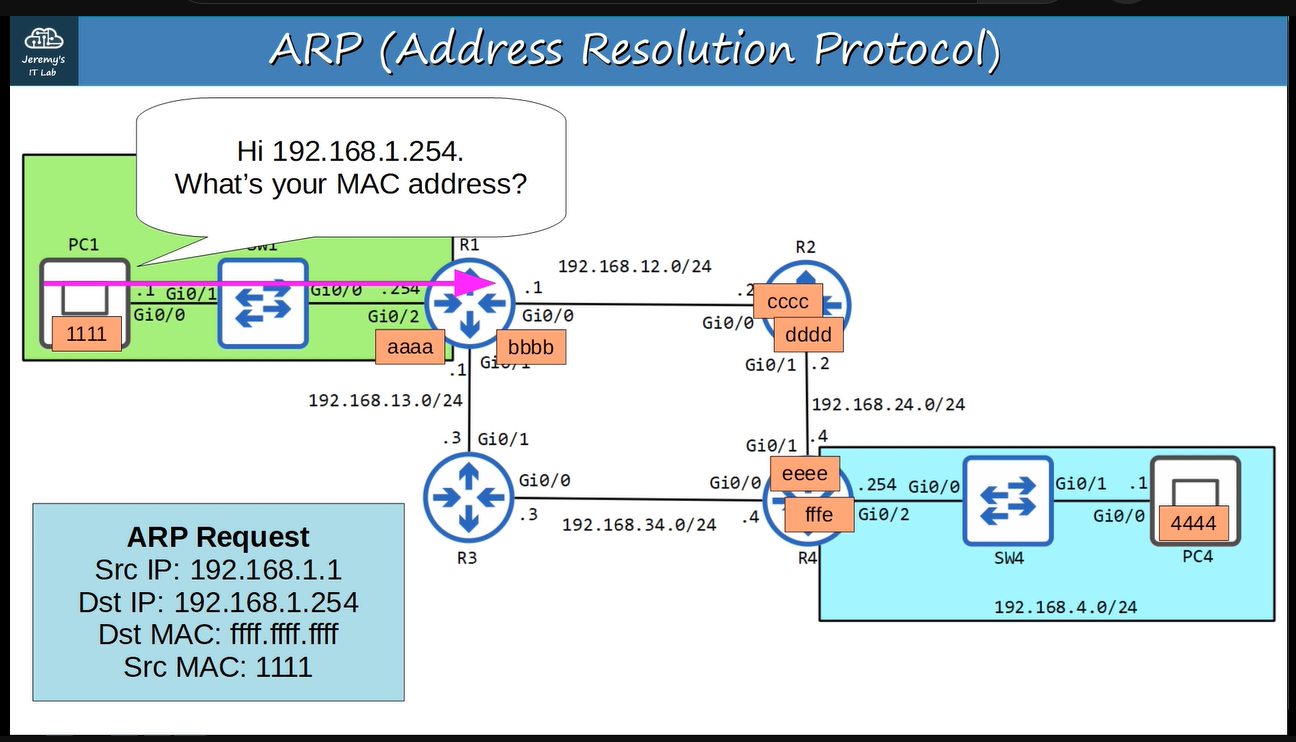 Jeremy's
IT Lab
ARP (Address Resolution Protocol)
Hi 192.168.1.254.
What's your MAC address?
PC1
SW1
R1
.1 Gi0/1
Gi0/0
Gi0/0 .254
Gi0/2
1111
aaaa
bbbb
.1
Gi0/0
192.168.12.0/24
R2
.2
Gi0/0
cccc
dddd
Gi0/1
.2
.1
Gi0/1
192.168.13.0/24
.3
Gi0/1
192.168.24.0/24
.4
Gi0/1
Gi0/0
.3
R3
192.168.34.0/24
Gi0/0
.4
eeee
fffe
R4
.254
Gi0/2
Gi0/0
SW4
Gi0/1 .1
Gi0/0
4444
PC4
192.168.4.0/24
ARP Request
Src IP: 192.168.1.1
Dst IP: 192.168.1.254
Dst MAC: ffff.ffff.ffff
Src MAC: 1111